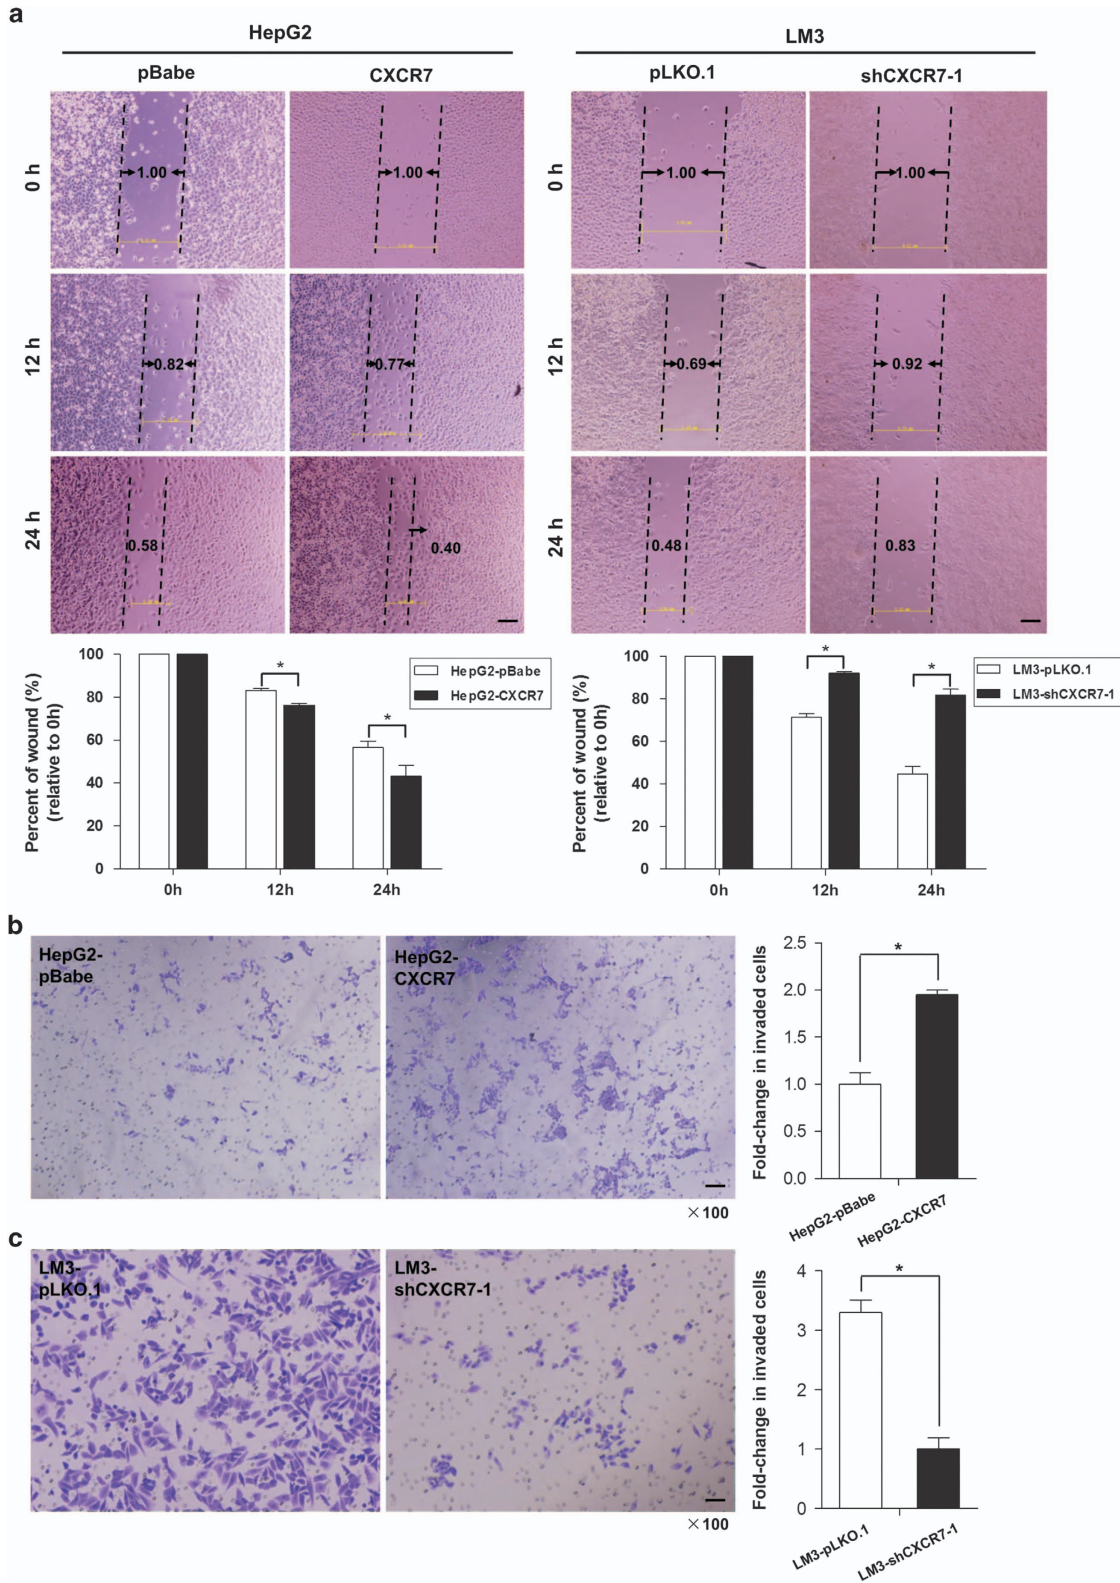 a
HepG2
LM3
pBabe
CXCR7
pLKO.1
shCXCR7-1
0 h
1.00
1.00
0 h
1.00
1.00
12 h
0.82
0.77
12 h
0.69
0.92
24 h
0.58
0.40
24 h
0.48
0.83
Percent of wound (%)
(relative to 0h)
100
80
60
40
20
0
*
*
HepG2-pBabe
HepG2-CXCR7
0h
12h
24h
Percent of wound (%)
(relative to 0h)
100
80
60
40
20
0
*
*
LM3-pLKO.1
LM3-shCXCR7-1
0h
12h
24h
b
HepG2-
pBabe
HepG2-
CXCR7
×100
Fold-change in invaded cells
2.5
2.0
1.5
1.0
0.5
0.0
*
HepG2-pBabe
HepG2-CXCR7
c
LM3-
pLKO.1
LM3-
shCXCR7-1
×100
Fold-change in invaded cells
4
3
2
1
0
*
LM3-pLKO.1
LM3-shCXCR7-1